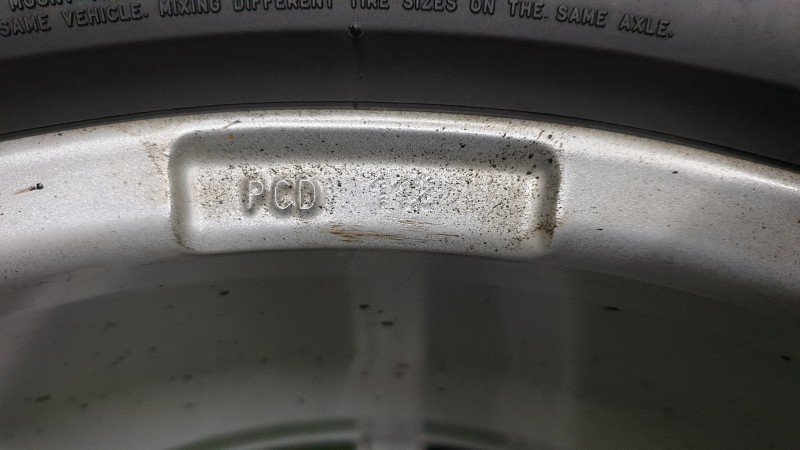 SAME VEHICLE. MIXING DIFFERENT TIRE SIZES ON THE SAME AXLE.
PCD